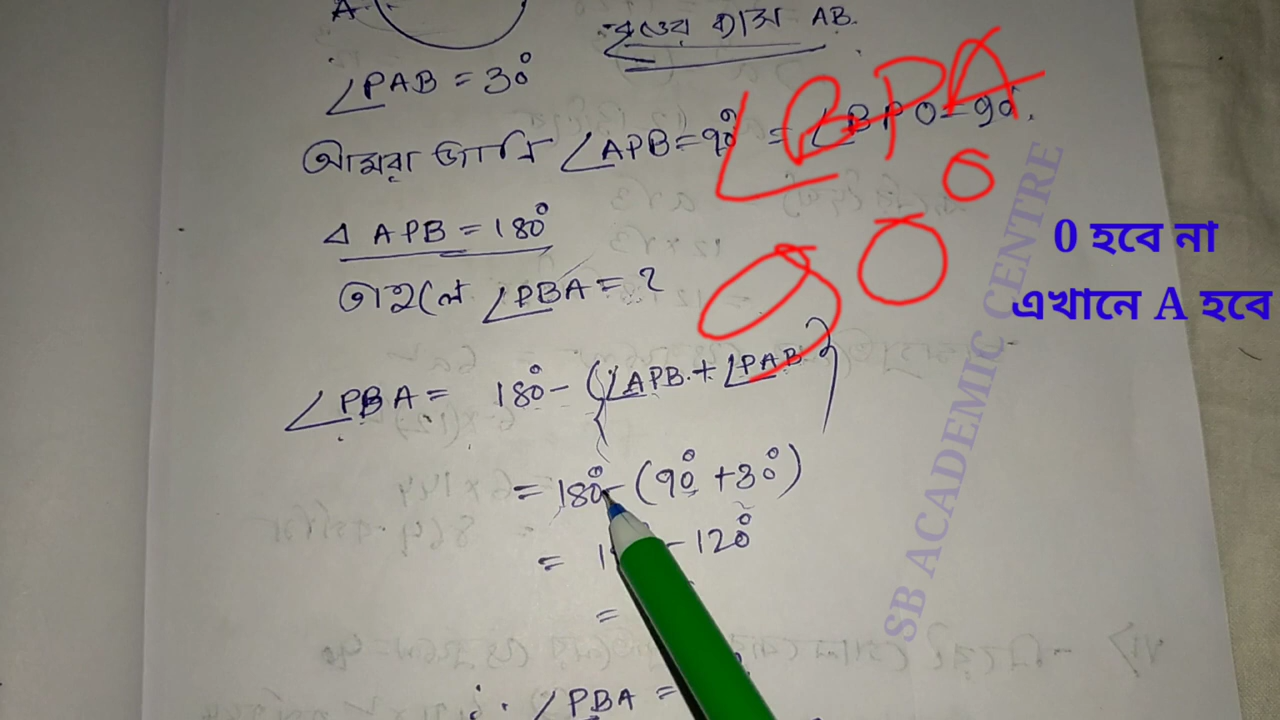 A
বৃত্তের ব্যাস AB.
∠PAB = 30°
আমরা জানি ∠APB = 90° = ∠BPO = 90°.
∠BPA
△ APB = 180°
0 হবে না
তাহলে ∠PBA = ?
এখানে A হবে
∠PBA = 180° - {∠APB + ∠PAB}
= 180° - (90° + 30°)
= 1 - 120°
=
∴ ∠PBA =
SB ACADEMIC CENTRE